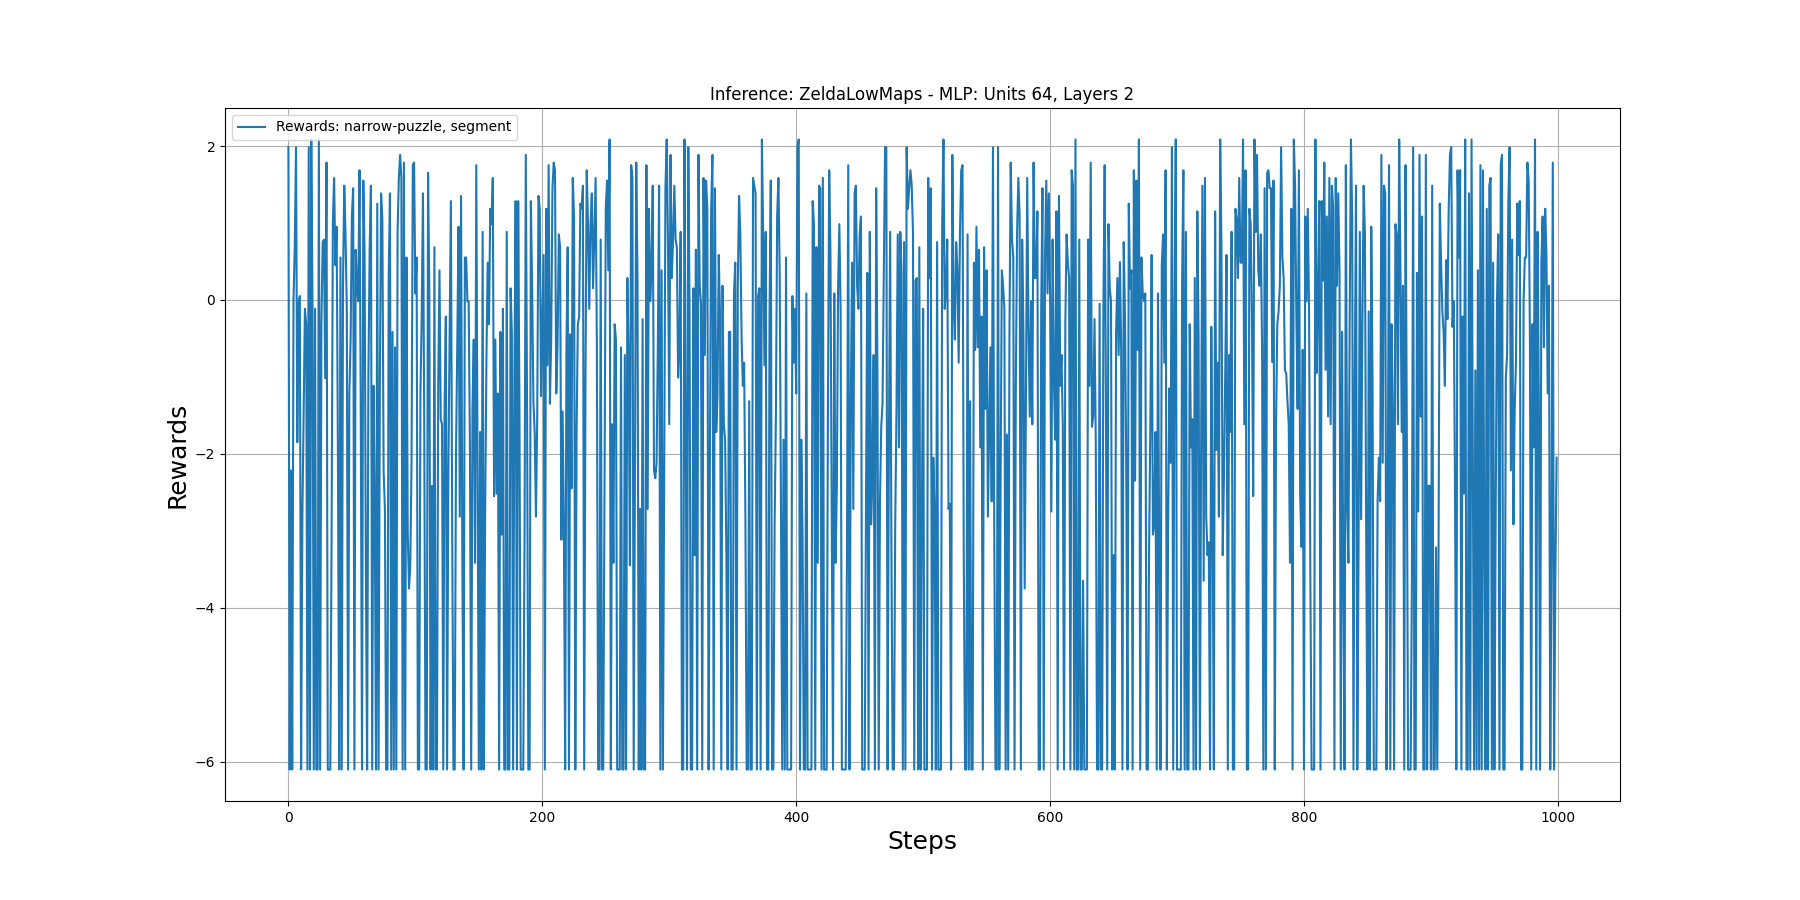 Inference: ZeldaLowMaps - MLP: Units 64, Layers 2
Rewards: narrow-puzzle, segment
2
0
−2
−4
−6
Rewards
0
200
400
600
800
1000
Steps